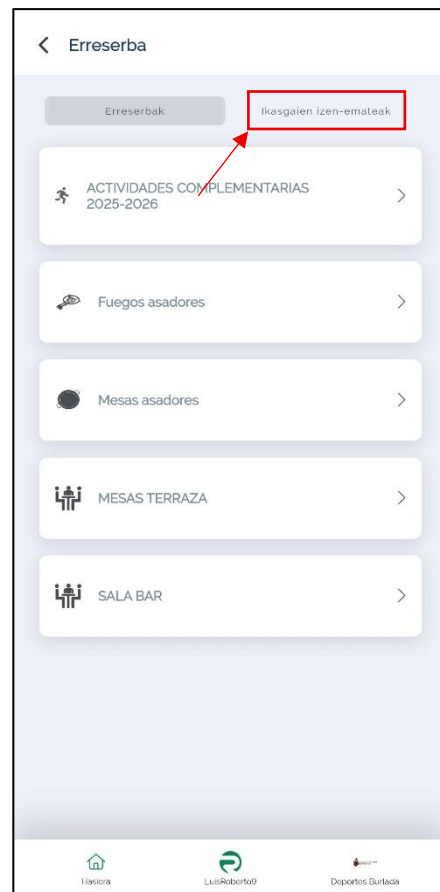 Erreserba
Erreserbak
Ikasgaien izen-emateak
ACTIVIDADES COMPLEMENTARIAS
2025-2026
Fuegos asadores
Mesas asadores
MESAS TERRAZA
SALA BAR
Hasiera
LuisRoberto9
Deportes Burlada